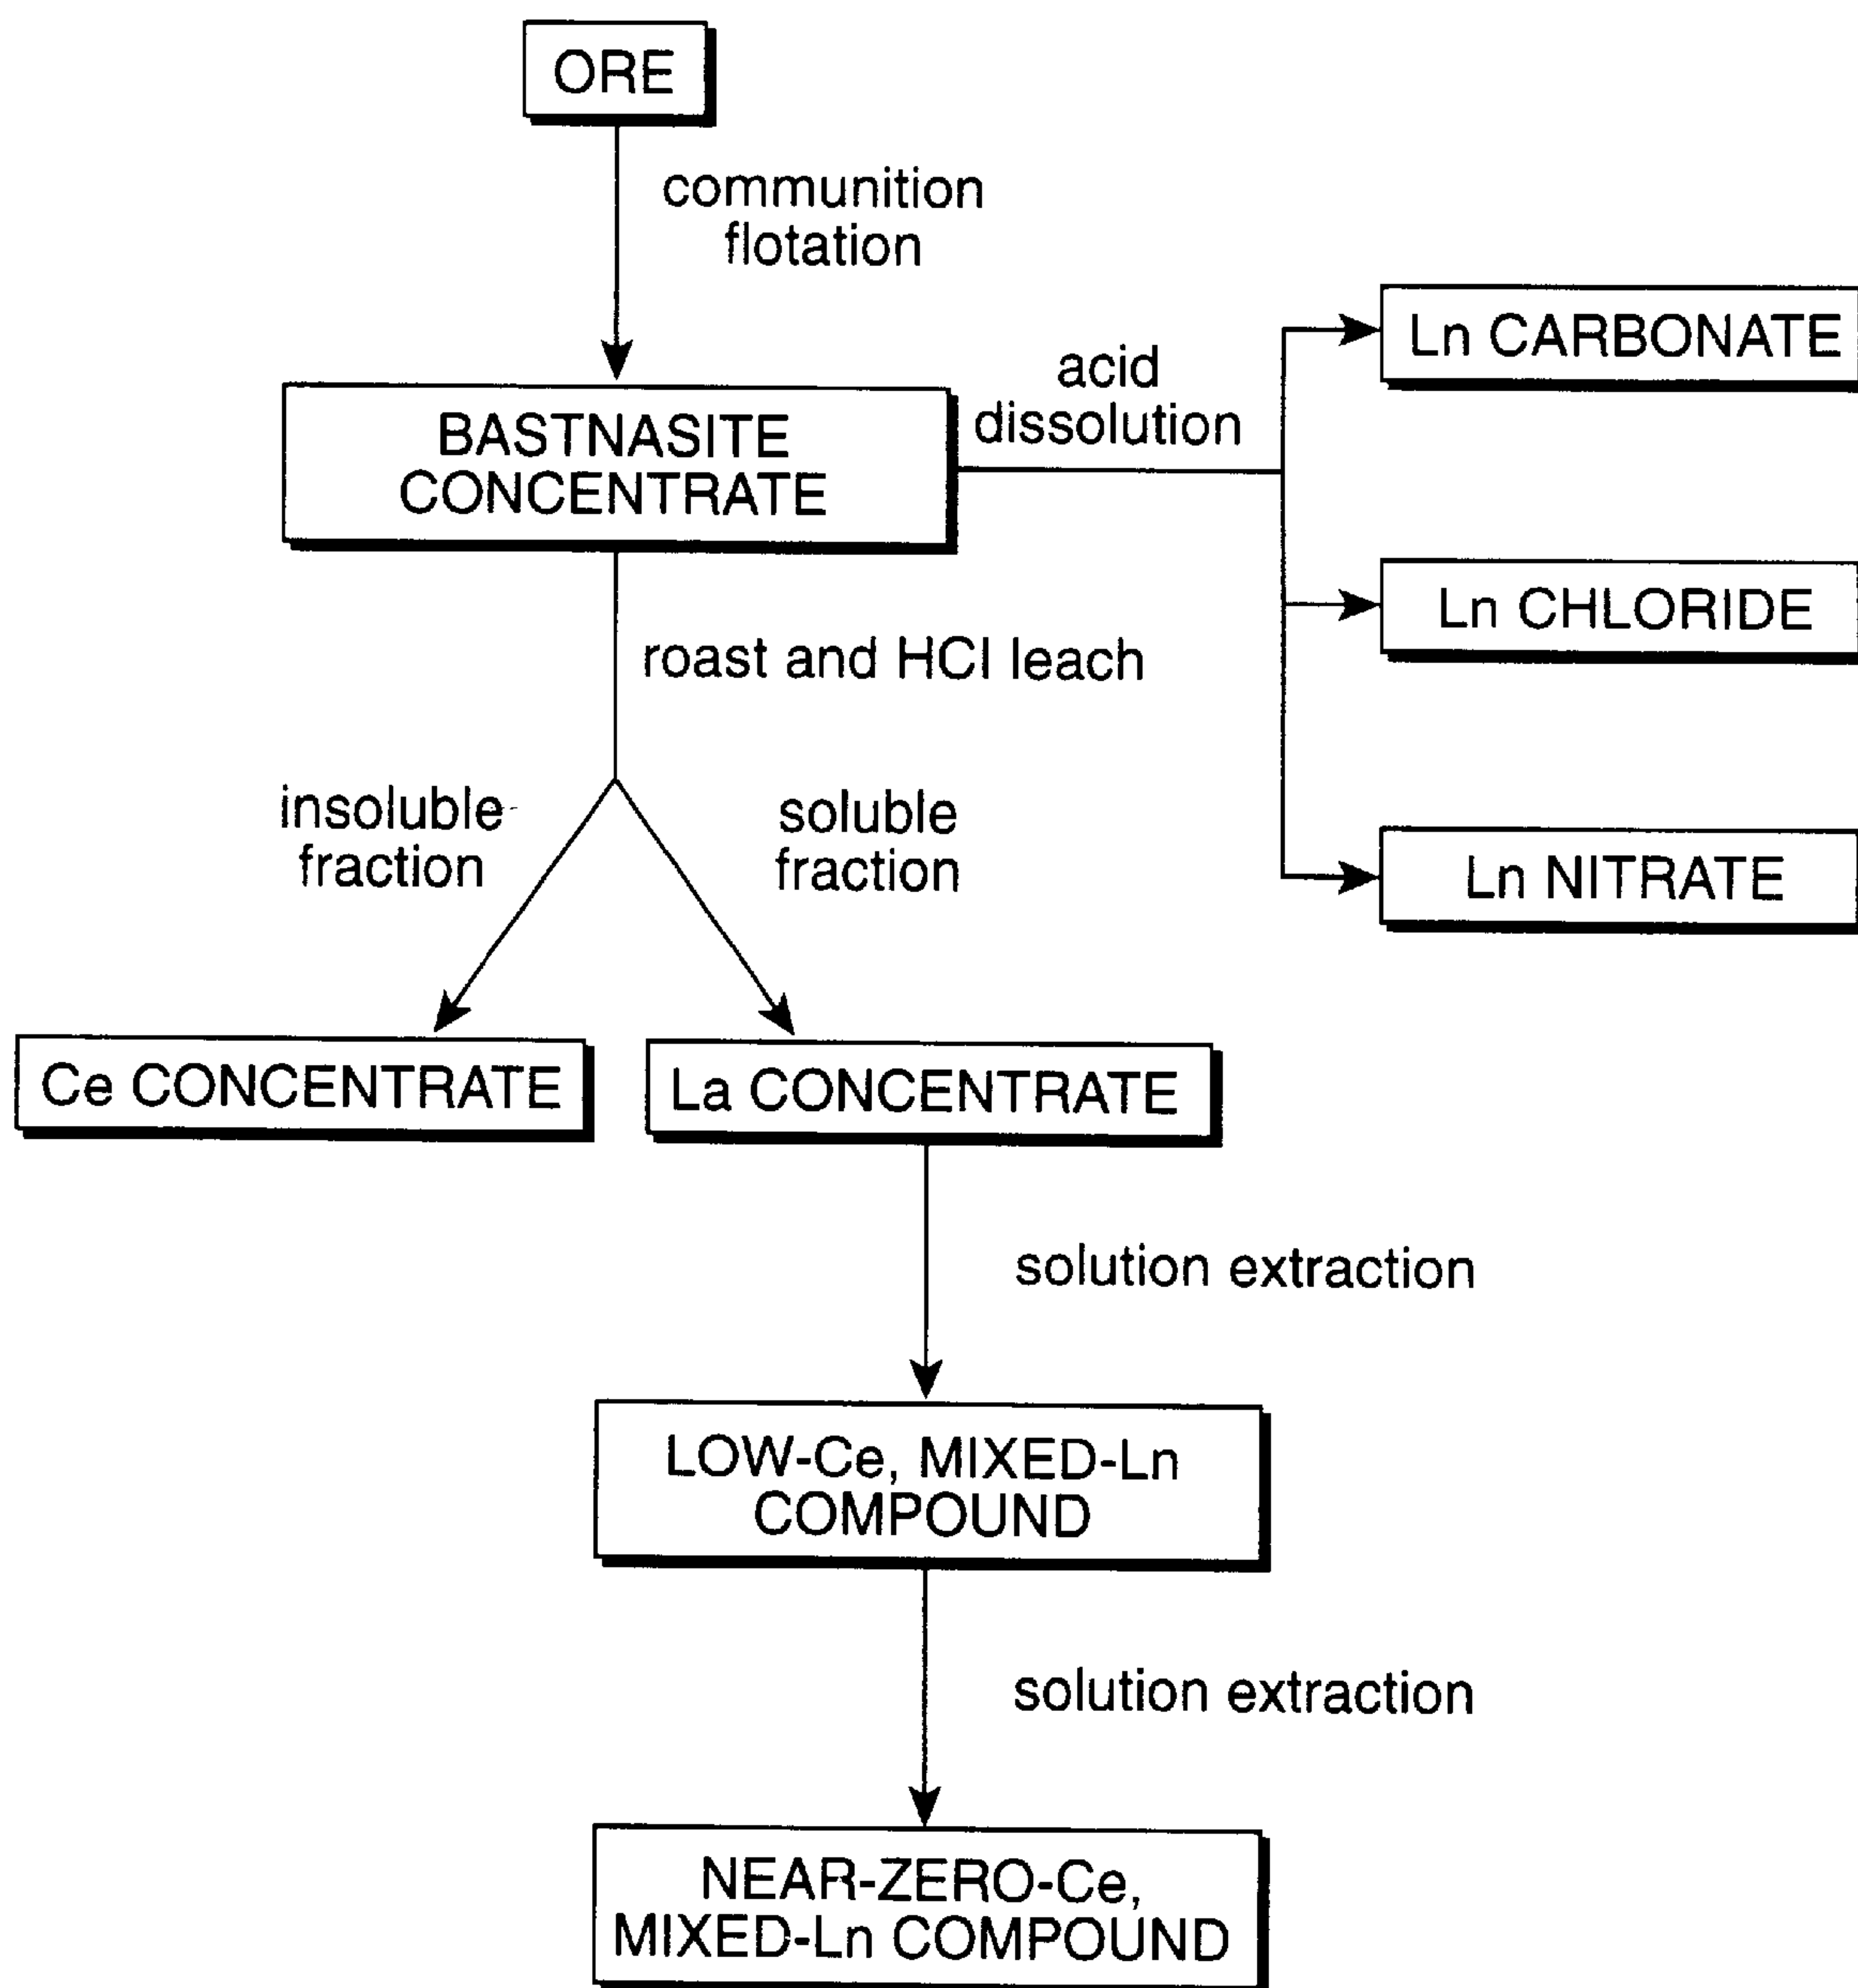 ORE
communition
flotation
BASTNASITE
CONCENTRATE
acid
dissolution
Ln CARBONATE
Ln CHLORIDE
Ln NITRATE
roast and HCl leach
insoluble
fraction
soluble
fraction
Ce CONCENTRATE
La CONCENTRATE
solution extraction
LOW-Ce, MIXED-Ln
COMPOUND
solution extraction
NEAR-ZERO-Ce,
MIXED-Ln COMPOUND